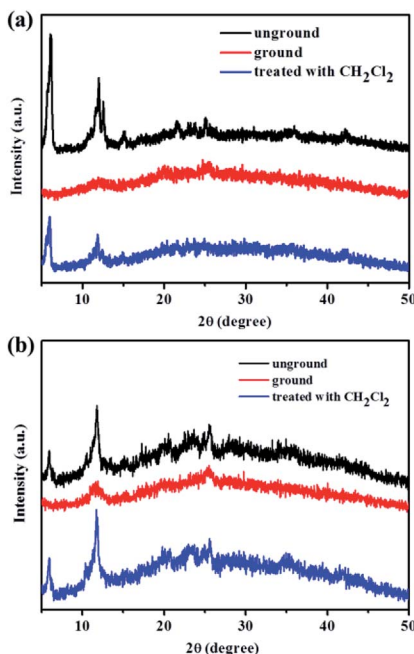 (a)
unground
ground
treated with CH₂Cl₂
Intensity (a.u.)
10 20 30 40 50
2θ (degree)
(b)
unground
ground
treated with CH₂Cl₂
Intensity (a.u.)
10 20 30 40 50
2θ (degree)